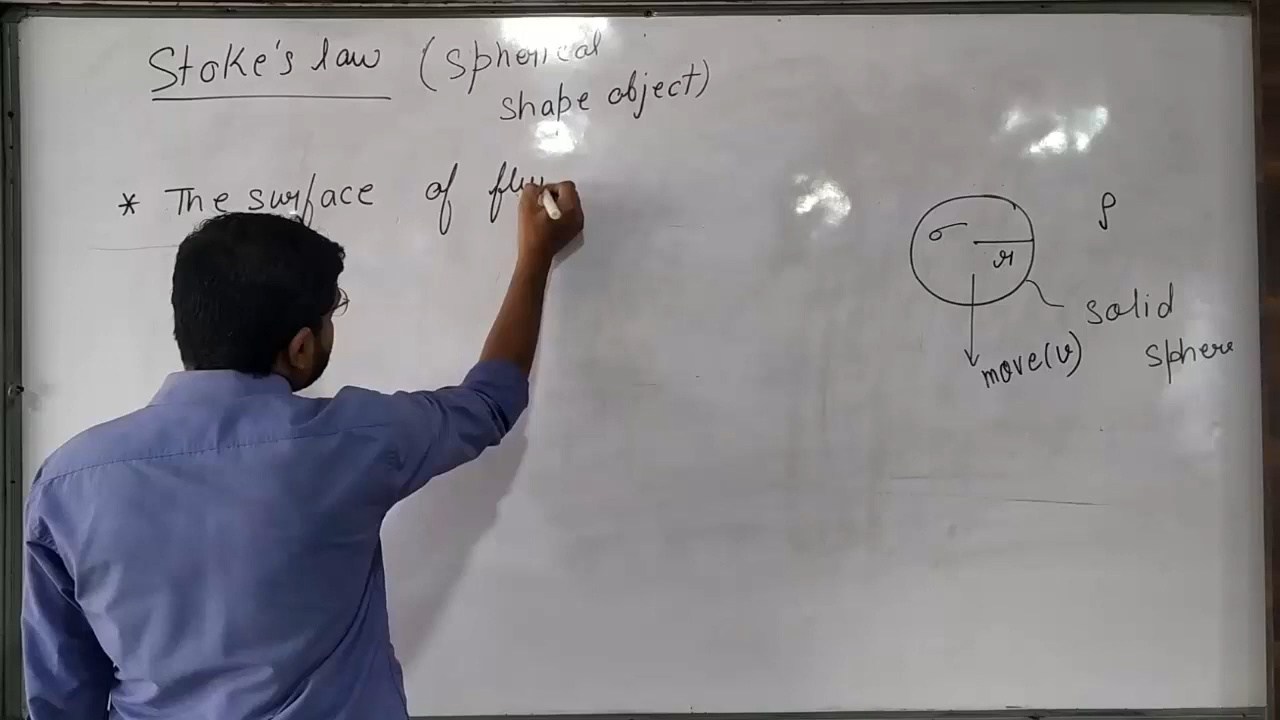 Stoke's law (spherical
shape object)
* The surface of flu
σ
r
ρ
solid
sphere
move(v)